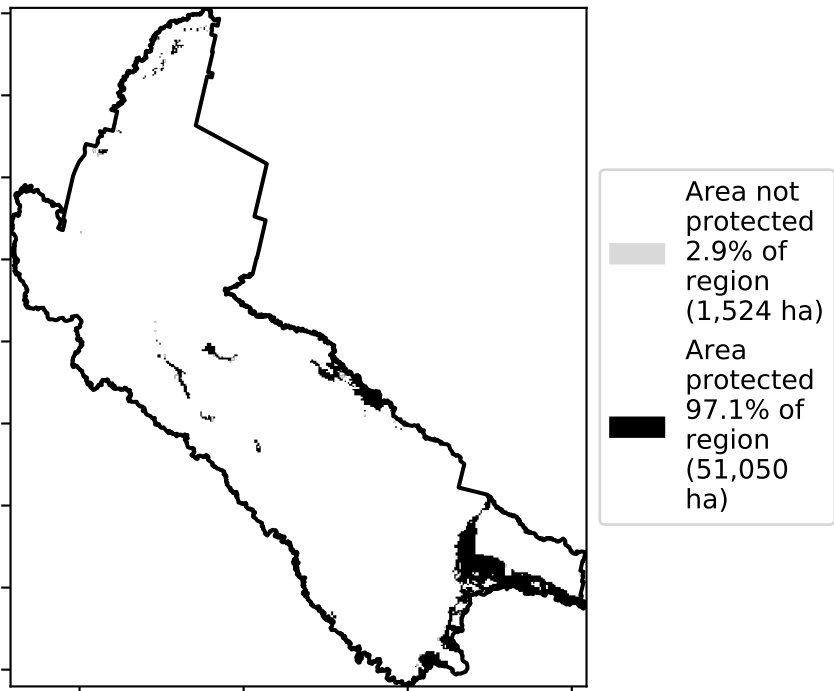 Area not
protected
2.9% of
region
(1,524 ha)
Area
protected
97.1% of
region
(51,050
ha)